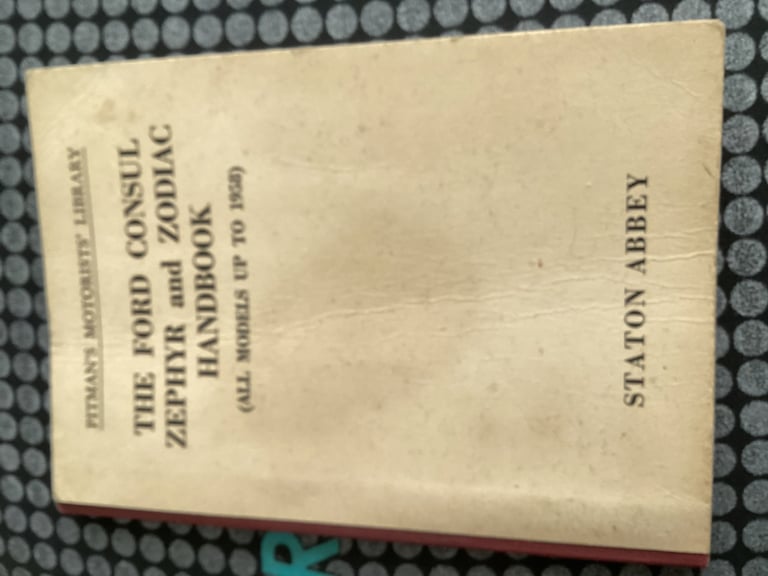 PITMAN'S MOTORISTS' LIBRARY
THE FORD CONSUL
ZEPHYR and ZODIAC
HANDBOOK
(ALL MODELS UP TO 1958)
STATON ABBEY
R